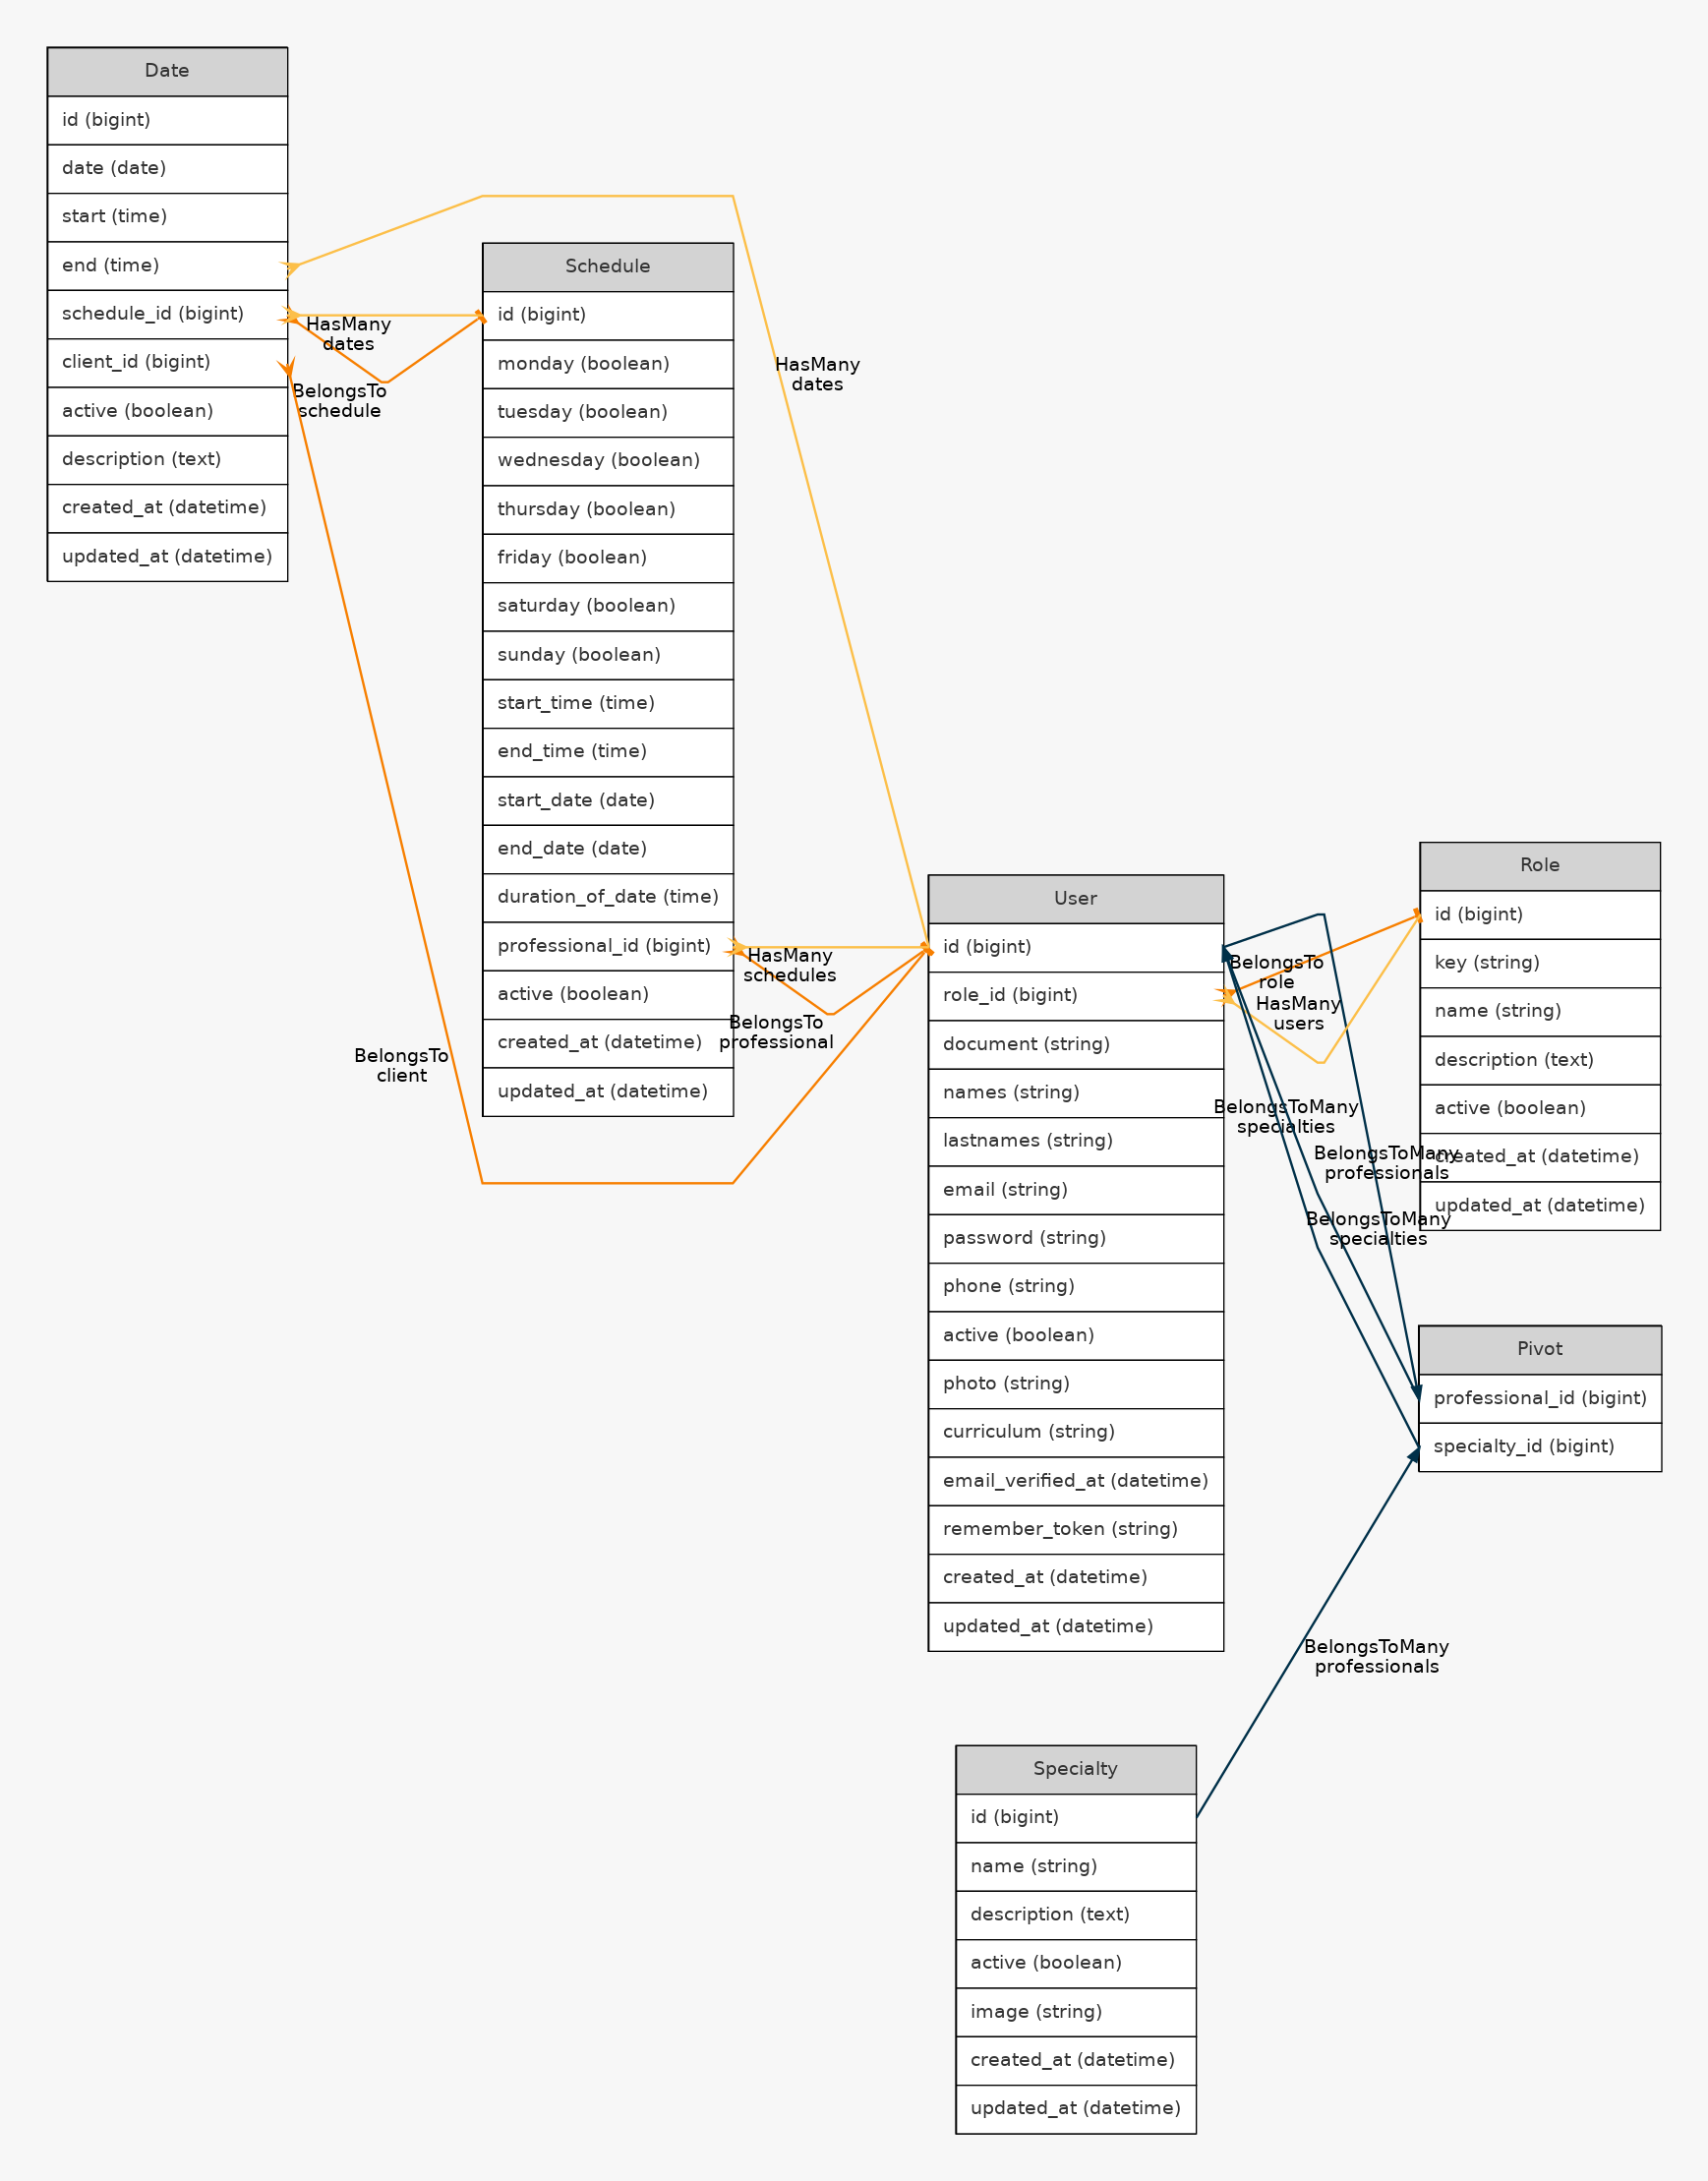 Date
id (bigint)
date (date)
start (time)
end (time)
schedule_id (bigint)
client_id (bigint)
active (boolean)
description (text)
created_at (datetime)
updated_at (datetime)
HasMany
dates
BelongsTo
schedule
BelongsTo
client
Schedule
id (bigint)
monday (boolean)
tuesday (boolean)
wednesday (boolean)
thursday (boolean)
friday (boolean)
saturday (boolean)
sunday (boolean)
start_time (time)
end_time (time)
start_date (date)
end_date (date)
duration_of_date (time)
professional_id (bigint)
active (boolean)
created_at (datetime)
updated_at (datetime)
HasMany
dates
HasMany
schedules
BelongsTo
professional
User
id (bigint)
role_id (bigint)
document (string)
names (string)
lastnames (string)
email (string)
password (string)
phone (string)
active (boolean)
photo (string)
curriculum (string)
email_verified_at (datetime)
remember_token (string)
created_at (datetime)
updated_at (datetime)
BelongsTo
role
HasMany
users
BelongsToMany
specialties
BelongsToMany
professionals
BelongsToMany
specialties
Role
id (bigint)
key (string)
name (string)
description (text)
active (boolean)
created_at (datetime)
updated_at (datetime)
Pivot
professional_id (bigint)
specialty_id (bigint)
BelongsToMany
professionals
Specialty
id (bigint)
name (string)
description (text)
active (boolean)
image (string)
created_at (datetime)
updated_at (datetime)